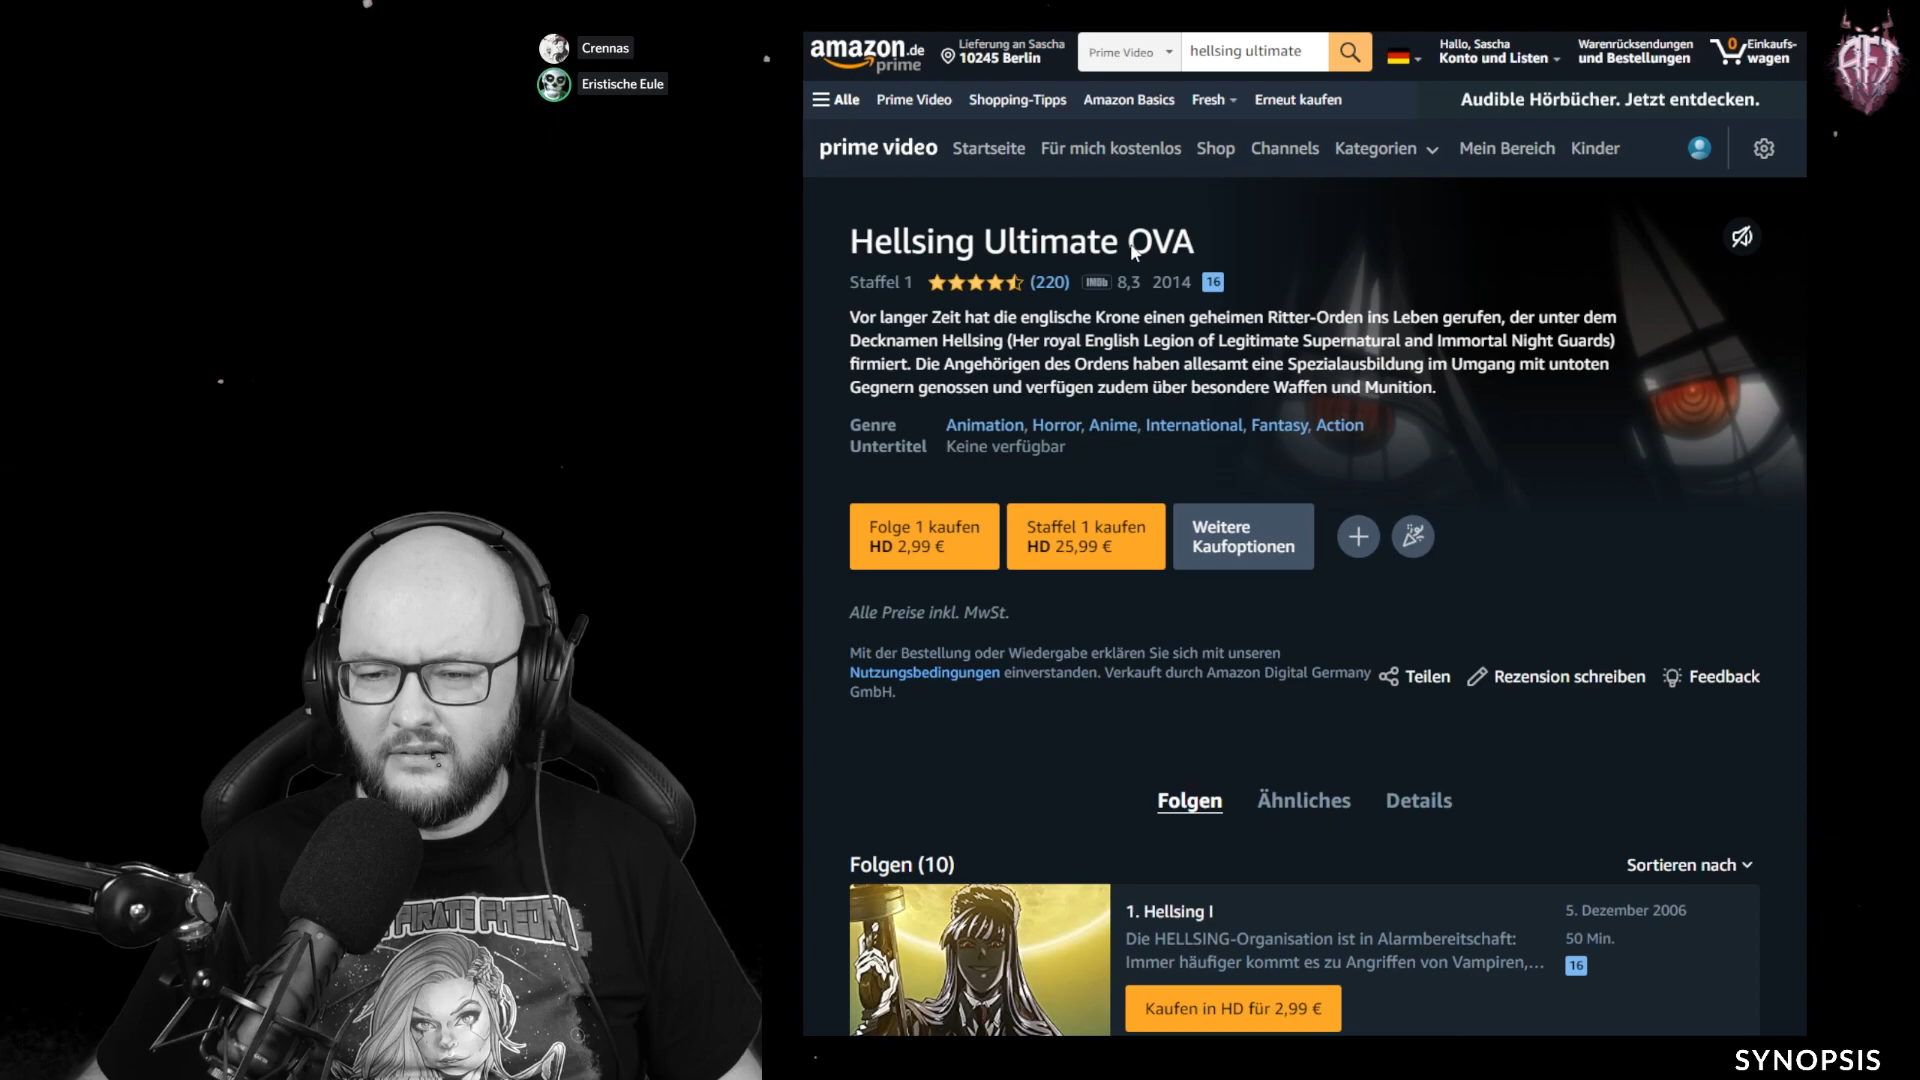 Crennas
Eristische Eule
amazon.de
prime
Lieferung an Sascha
10245 Berlin
Prime Video
hellsing ultimate
Hallo, Sascha
Konto und Listen
Warenrücksendungen
und Bestellungen
0
Einkaufs-
wagen
Alle
Prime Video
Shopping-Tipps
Amazon Basics
Fresh
Erneut kaufen
Audible Hörbücher. Jetzt entdecken.
prime video
Startseite
Für mich kostenlos
Shop
Channels
Kategorien
Mein Bereich
Kinder
Hellsing Ultimate OVA
Staffel 1 (220) IMDb 8,3 2014 16
Vor langer Zeit hat die englische Krone einen geheimen Ritter-Orden ins Leben gerufen, der unter dem
Decknamen Hellsing (Her royal English Legion of Legitimate Supernatural and Immortal Night Guards)
firmiert. Die Angehörigen des Ordens haben allesamt eine Spezialausbildung im Umgang mit untoten
Gegnern genossen und verfügen zudem über besondere Waffen und Munition.
Genre Animation, Horror, Anime, International, Fantasy, Action
Untertitel Keine verfügbar
Folge 1 kaufen
HD 2,99 €
Staffel 1 kaufen
HD 25,99 €
Weitere
Kaufoptionen
Alle Preise inkl. MwSt.
Mit der Bestellung oder Wiedergabe erklären Sie sich mit unseren
Nutzungsbedingungen einverstanden. Verkauft durch Amazon Digital Germany
GmbH.
Teilen
Rezension schreiben
Feedback
Folgen
Ähnliches
Details
Folgen (10)
Sortieren nach
1. Hellsing I
5. Dezember 2006
Die HELLSING-Organisation ist in Alarmbereitschaft:
50 Min.
Immer häufiger kommt es zu Angriffen von Vampiren,...
16
Kaufen in HD für 2,99 €
SYNOPSIS